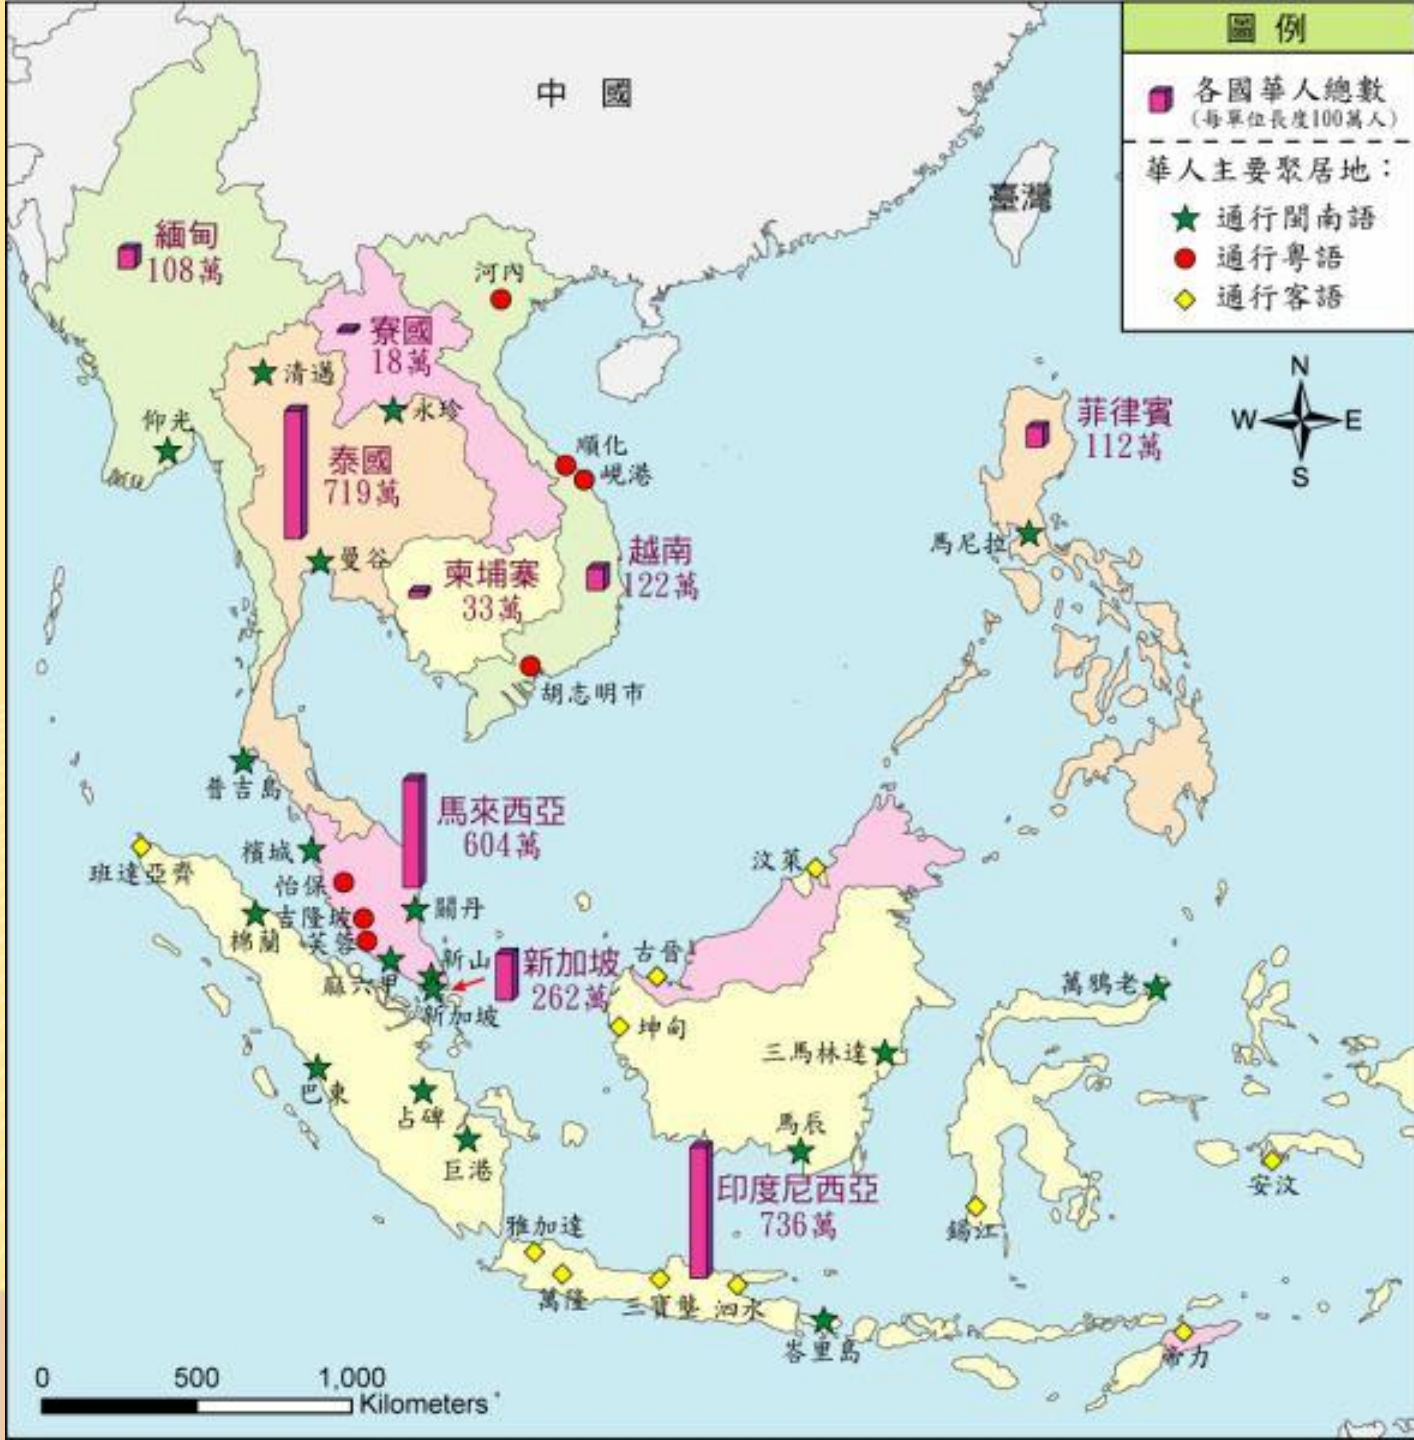 圖例
各國華人總數
(每單位長度100萬人)
華人主要聚居地：
通行閩南語
通行粵語
通行客語
中國
臺灣
緬甸
108萬
河內
寮國
18萬
清邁
永珍
仰光
泰國
719萬
順化
峴港
菲律賓
112萬
N
W
E
S
馬尼拉
曼谷
柬埔寨
33萬
越南
122萬
胡志明市
普吉島
馬來西亞
604萬
檳城
班達亞齊
怡保
汶萊
棉蘭
吉隆坡
關丹
芙蓉
新山
麻六甲
新加坡
262萬
新加坡
古晉
坤甸
萬鴉老
三馬林達
巴東
占碑
馬辰
巨港
安汶
印度尼西亞
736萬
錫江
雅加達
萬隆
三寶壟
泗水
峇里島
帝力
0
500
1,000
Kilometers